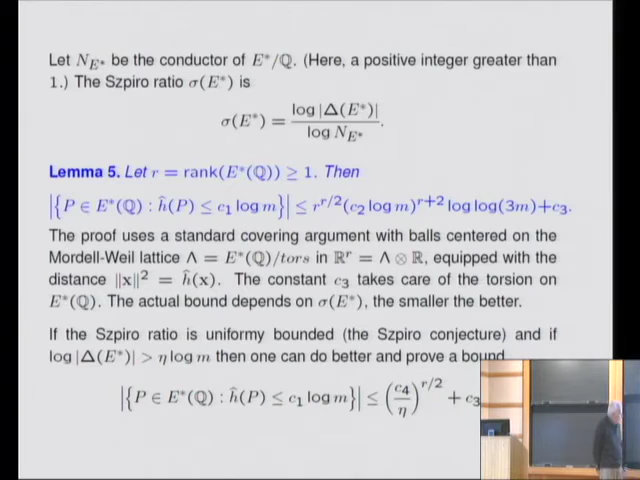 Let N_{E*} be the conductor of E*/ℚ. (Here, a positive integer greater than
1.) The Szpiro ratio σ(E*) is
σ(E*) = log |Δ(E*)| / log N_{E*}.
Lemma 5. Let r = rank(E*(ℚ)) ≥ 1. Then
|{P ∈ E*(ℚ) : ĥ(P) ≤ c₁ log m}| ≤ r^{r/2}(c₂ log m)^{r+2} log log(3m)+c₃.
The proof uses a standard covering argument with balls centered on the
Mordell-Weil lattice Λ = E*(ℚ)/tors in ℝ^r = Λ ⊗ ℝ, equipped with the
distance ||x||² = ĥ(x). The constant c₃ takes care of the torsion on
E*(ℚ). The actual bound depends on σ(E*), the smaller the better.
If the Szpiro ratio is uniformy bounded (the Szpiro conjecture) and if
log |Δ(E*)| > η log m then one can do better and prove a bound
|{P ∈ E*(ℚ) : ĥ(P) ≤ c₁ log m}| ≤ (c₄/η)^{r/2} + c₃